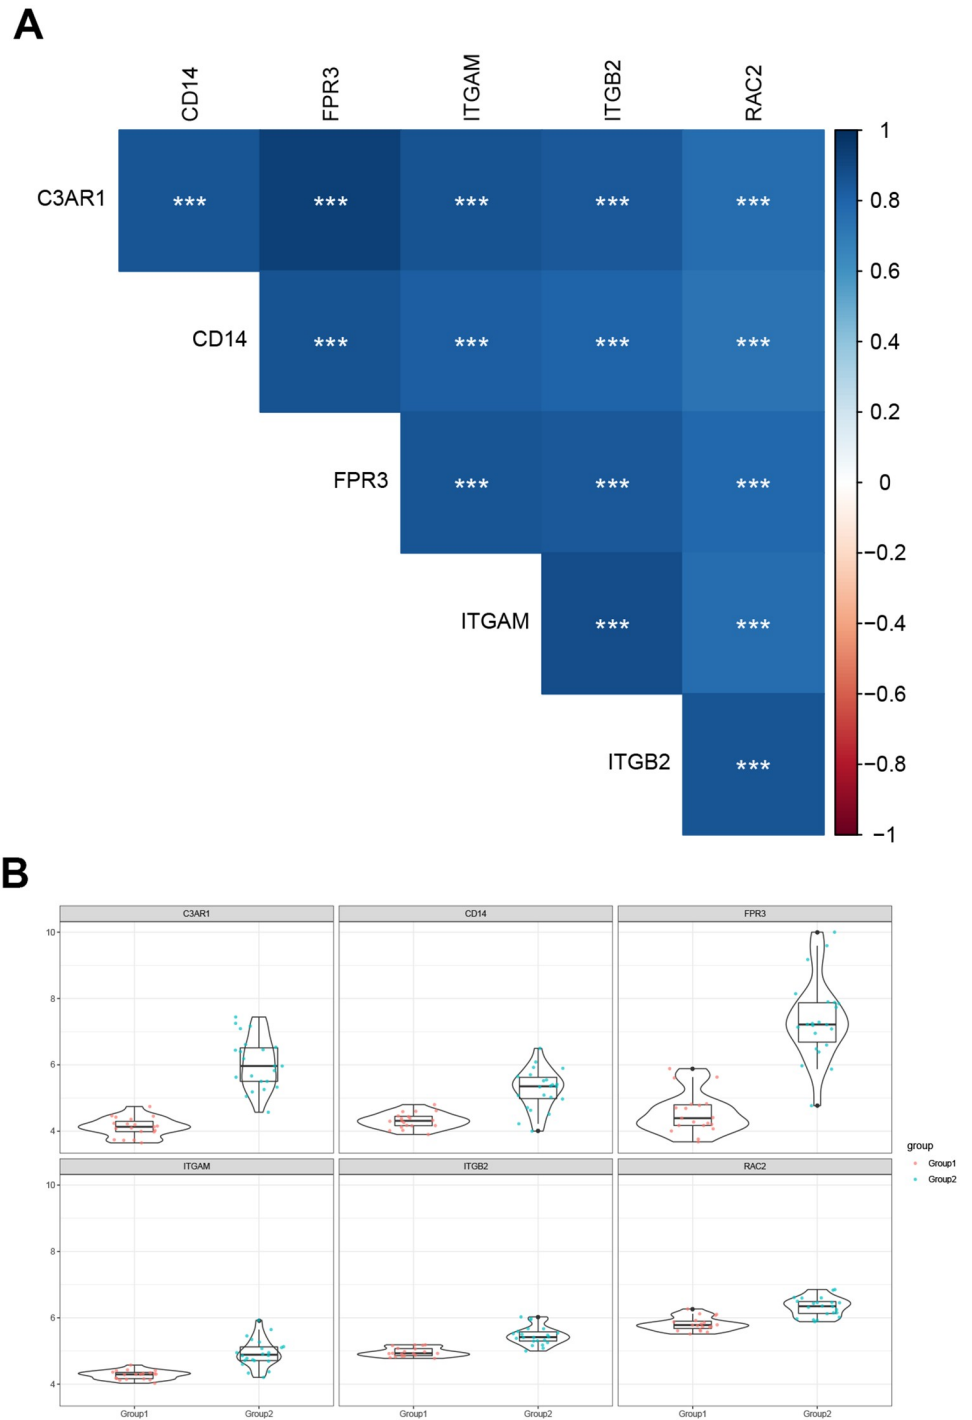 A
CD14 FPR3 ITGAM ITGB2 RAC2
C3AR1 *** *** *** *** ***
CD14 *** *** *** ***
FPR3 *** *** ***
ITGAM *** ***
ITGB2 ***
1
0.8
0.6
0.4
0.2
0
−0.2
−0.4
−0.6
−0.8
−1
B
C3AR1 CD14 FPR3
10
8
6
4
ITGAM ITGB2 RAC2
10
8
6
4
Group1 Group2 Group1 Group2 Group1 Group2
group
Group1
Group2